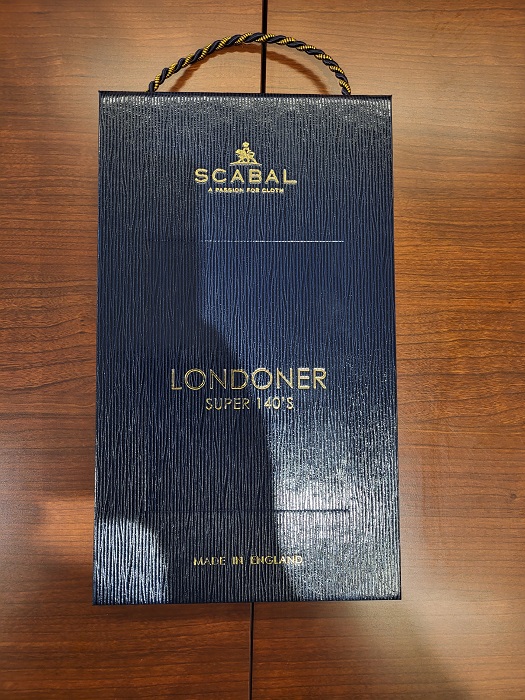 SCABAL
A PASSION FOR CLOTH
LONDONER
SUPER 140'S
MADE IN ENGLAND